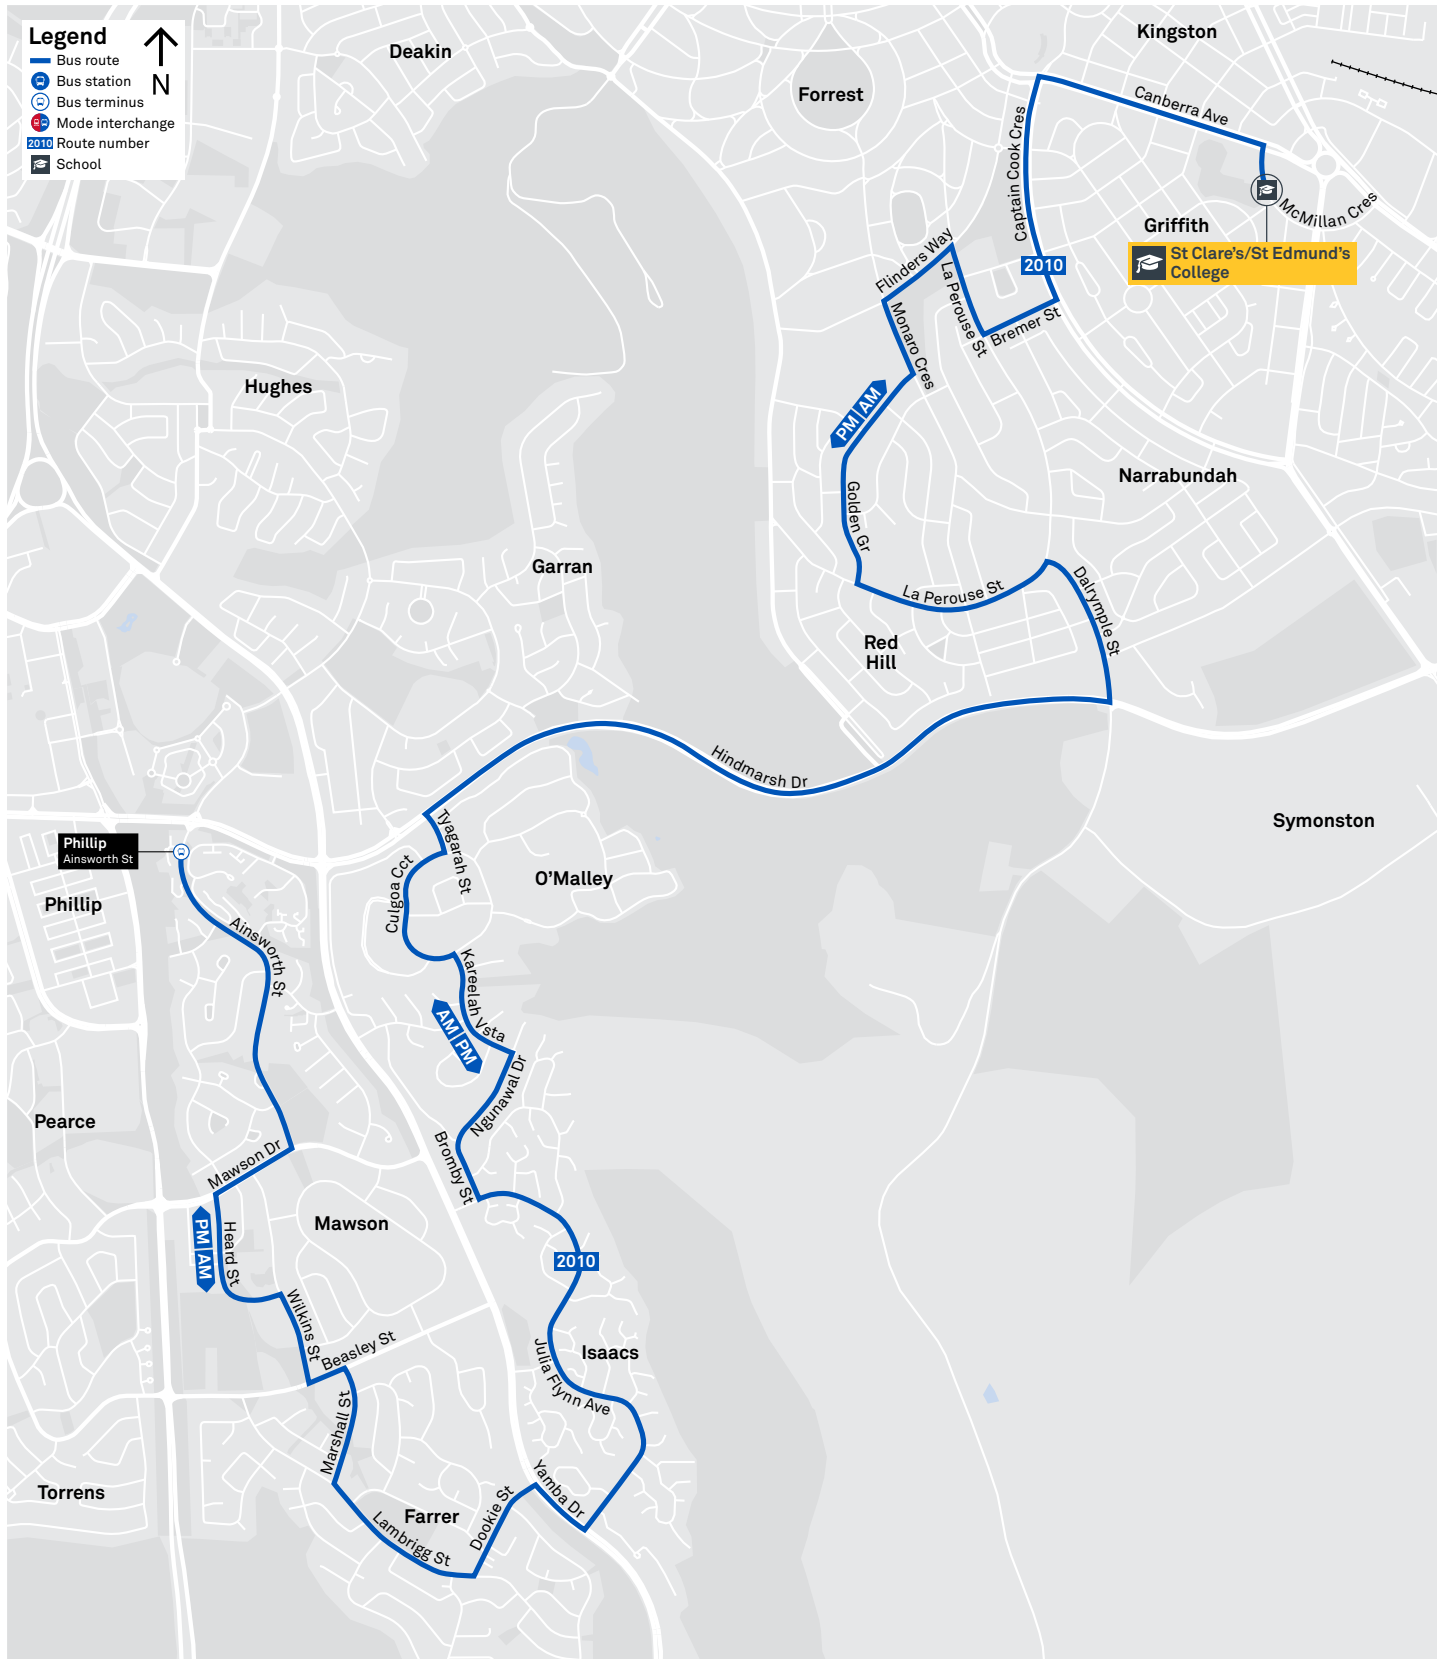 Legend
N
Bus route
Bus station
Bus terminus
Mode interchange
2010 Route number
School
Deakin
Kingston
Forrest
Canberra Ave
Captain Cook Cres
McMillan Cres
Griffith
St Clare's/St Edmund's
College
2010
Flinders Way
La Perouse St
Bremer St
Monaro Cres
PM AM
Hughes
Narrabundah
Golden Gr
Garran
La Perouse St
Dalrymple St
Red
Hill
Hindmarsh Dr
Symonston
Tyagarah St
Phillip
Ainsworth St
Culgoa Cct
O'Malley
Phillip
Ainsworth St
Kareelah Vsta
AM PM
Ngunawal Dr
Pearce
Mawson Dr
Bromby St
Mawson
PM AM
Heard St
2010
Wilkins St
Beasley St
Isaacs
Julia Flynn Ave
Marshall St
Torrens
Yamba Dr
Farrer
Dookie St
Lambrigg St